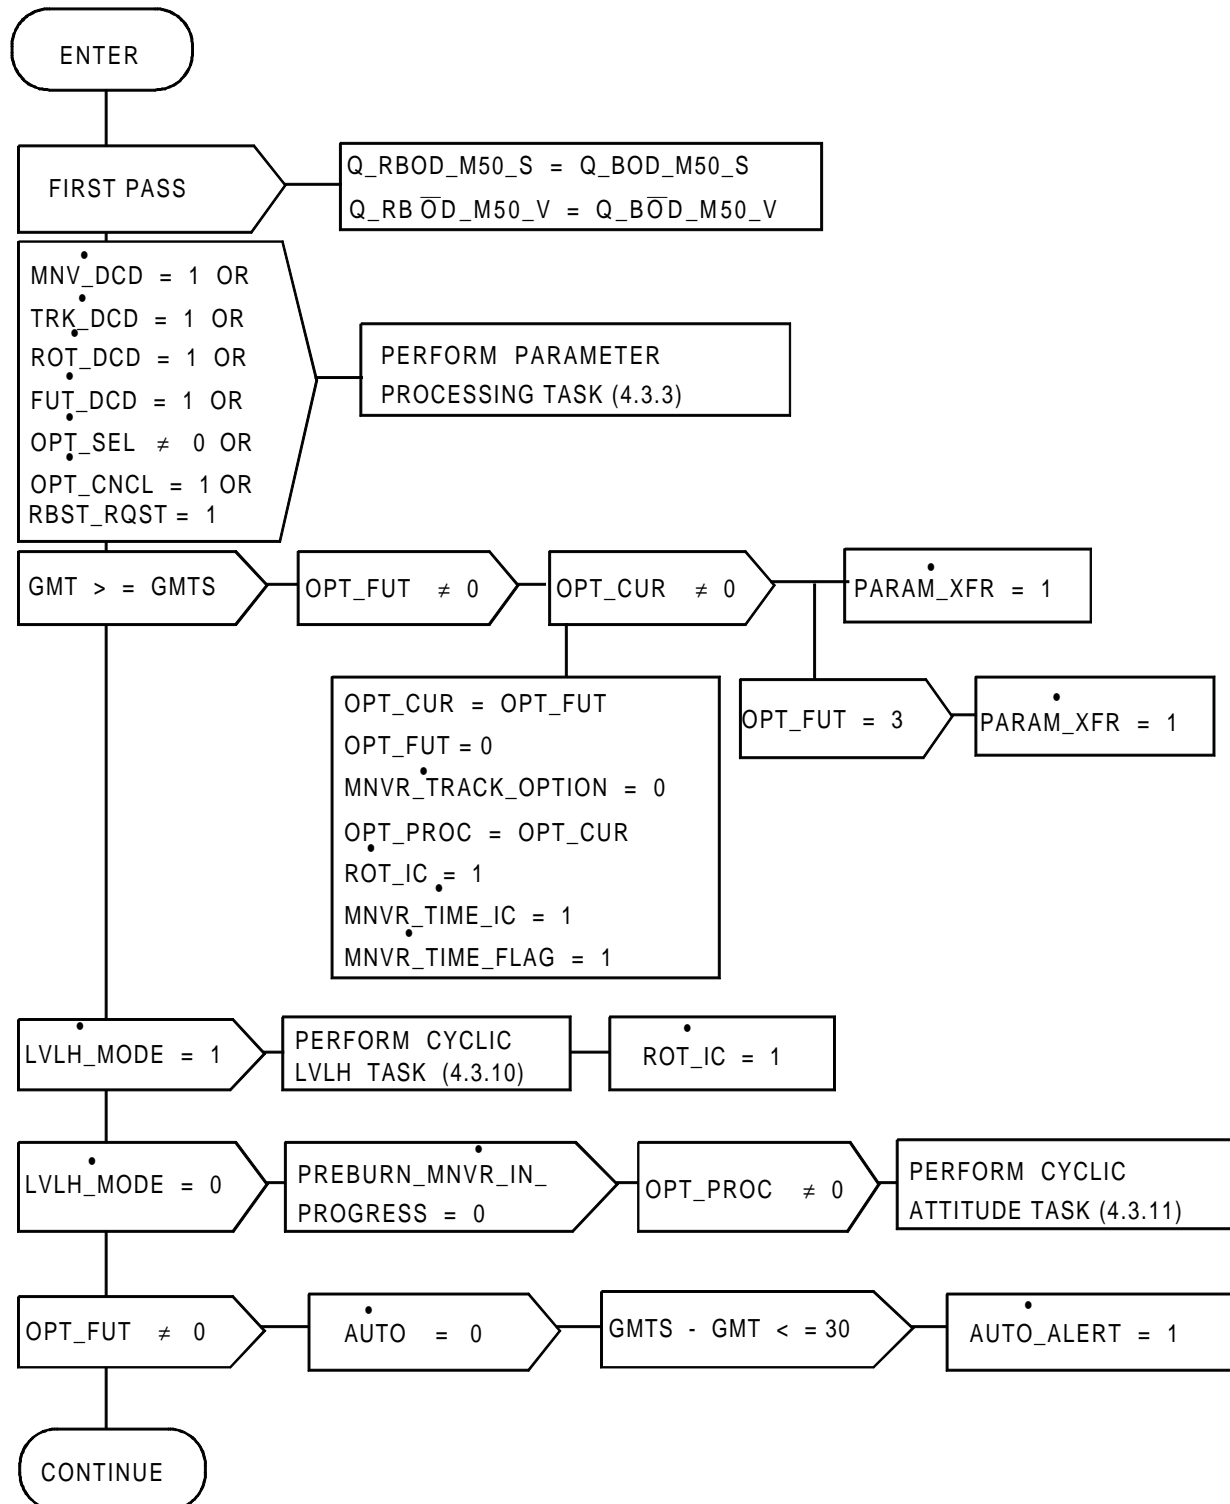 ENTER
FIRST PASS
Q_RBOD_M50_S = Q_BOD_M50_S
Q_RB O̅D_M50_V = Q_BO̅D_M50_V
MNV_DCD = 1 OR
TRK_DCD = 1 OR
ROT_DCD = 1 OR
FUT_DCD = 1 OR
OPT_SEL ≠ 0 OR
OPT_CNCL = 1 OR
RBST_RQST = 1
PERFORM PARAMETER
PROCESSING TASK (4.3.3)
GMT > = GMTS
OPT_FUT ≠ 0
OPT_CUR ≠ 0
PARAM_XFR = 1
OPT_FUT = 3
PARAM_XFR = 1
OPT_CUR = OPT_FUT
OPT_FUT = 0
MNVR_TRACK_OPTION = 0
OPT_PROC = OPT_CUR
ROT_IC = 1
MNVR_TIME_IC = 1
MNVR_TIME_FLAG = 1
LVLH_MODE = 1
PERFORM CYCLIC
LVLH TASK (4.3.10)
ROT_IC = 1
LVLH_MODE = 0
PREBURN_MNVR_IN_
PROGRESS = 0
OPT_PROC ≠ 0
PERFORM CYCLIC
ATTITUDE TASK (4.3.11)
OPT_FUT ≠ 0
AUTO = 0
GMTS - GMT < = 30
AUTO_ALERT = 1
CONTINUE